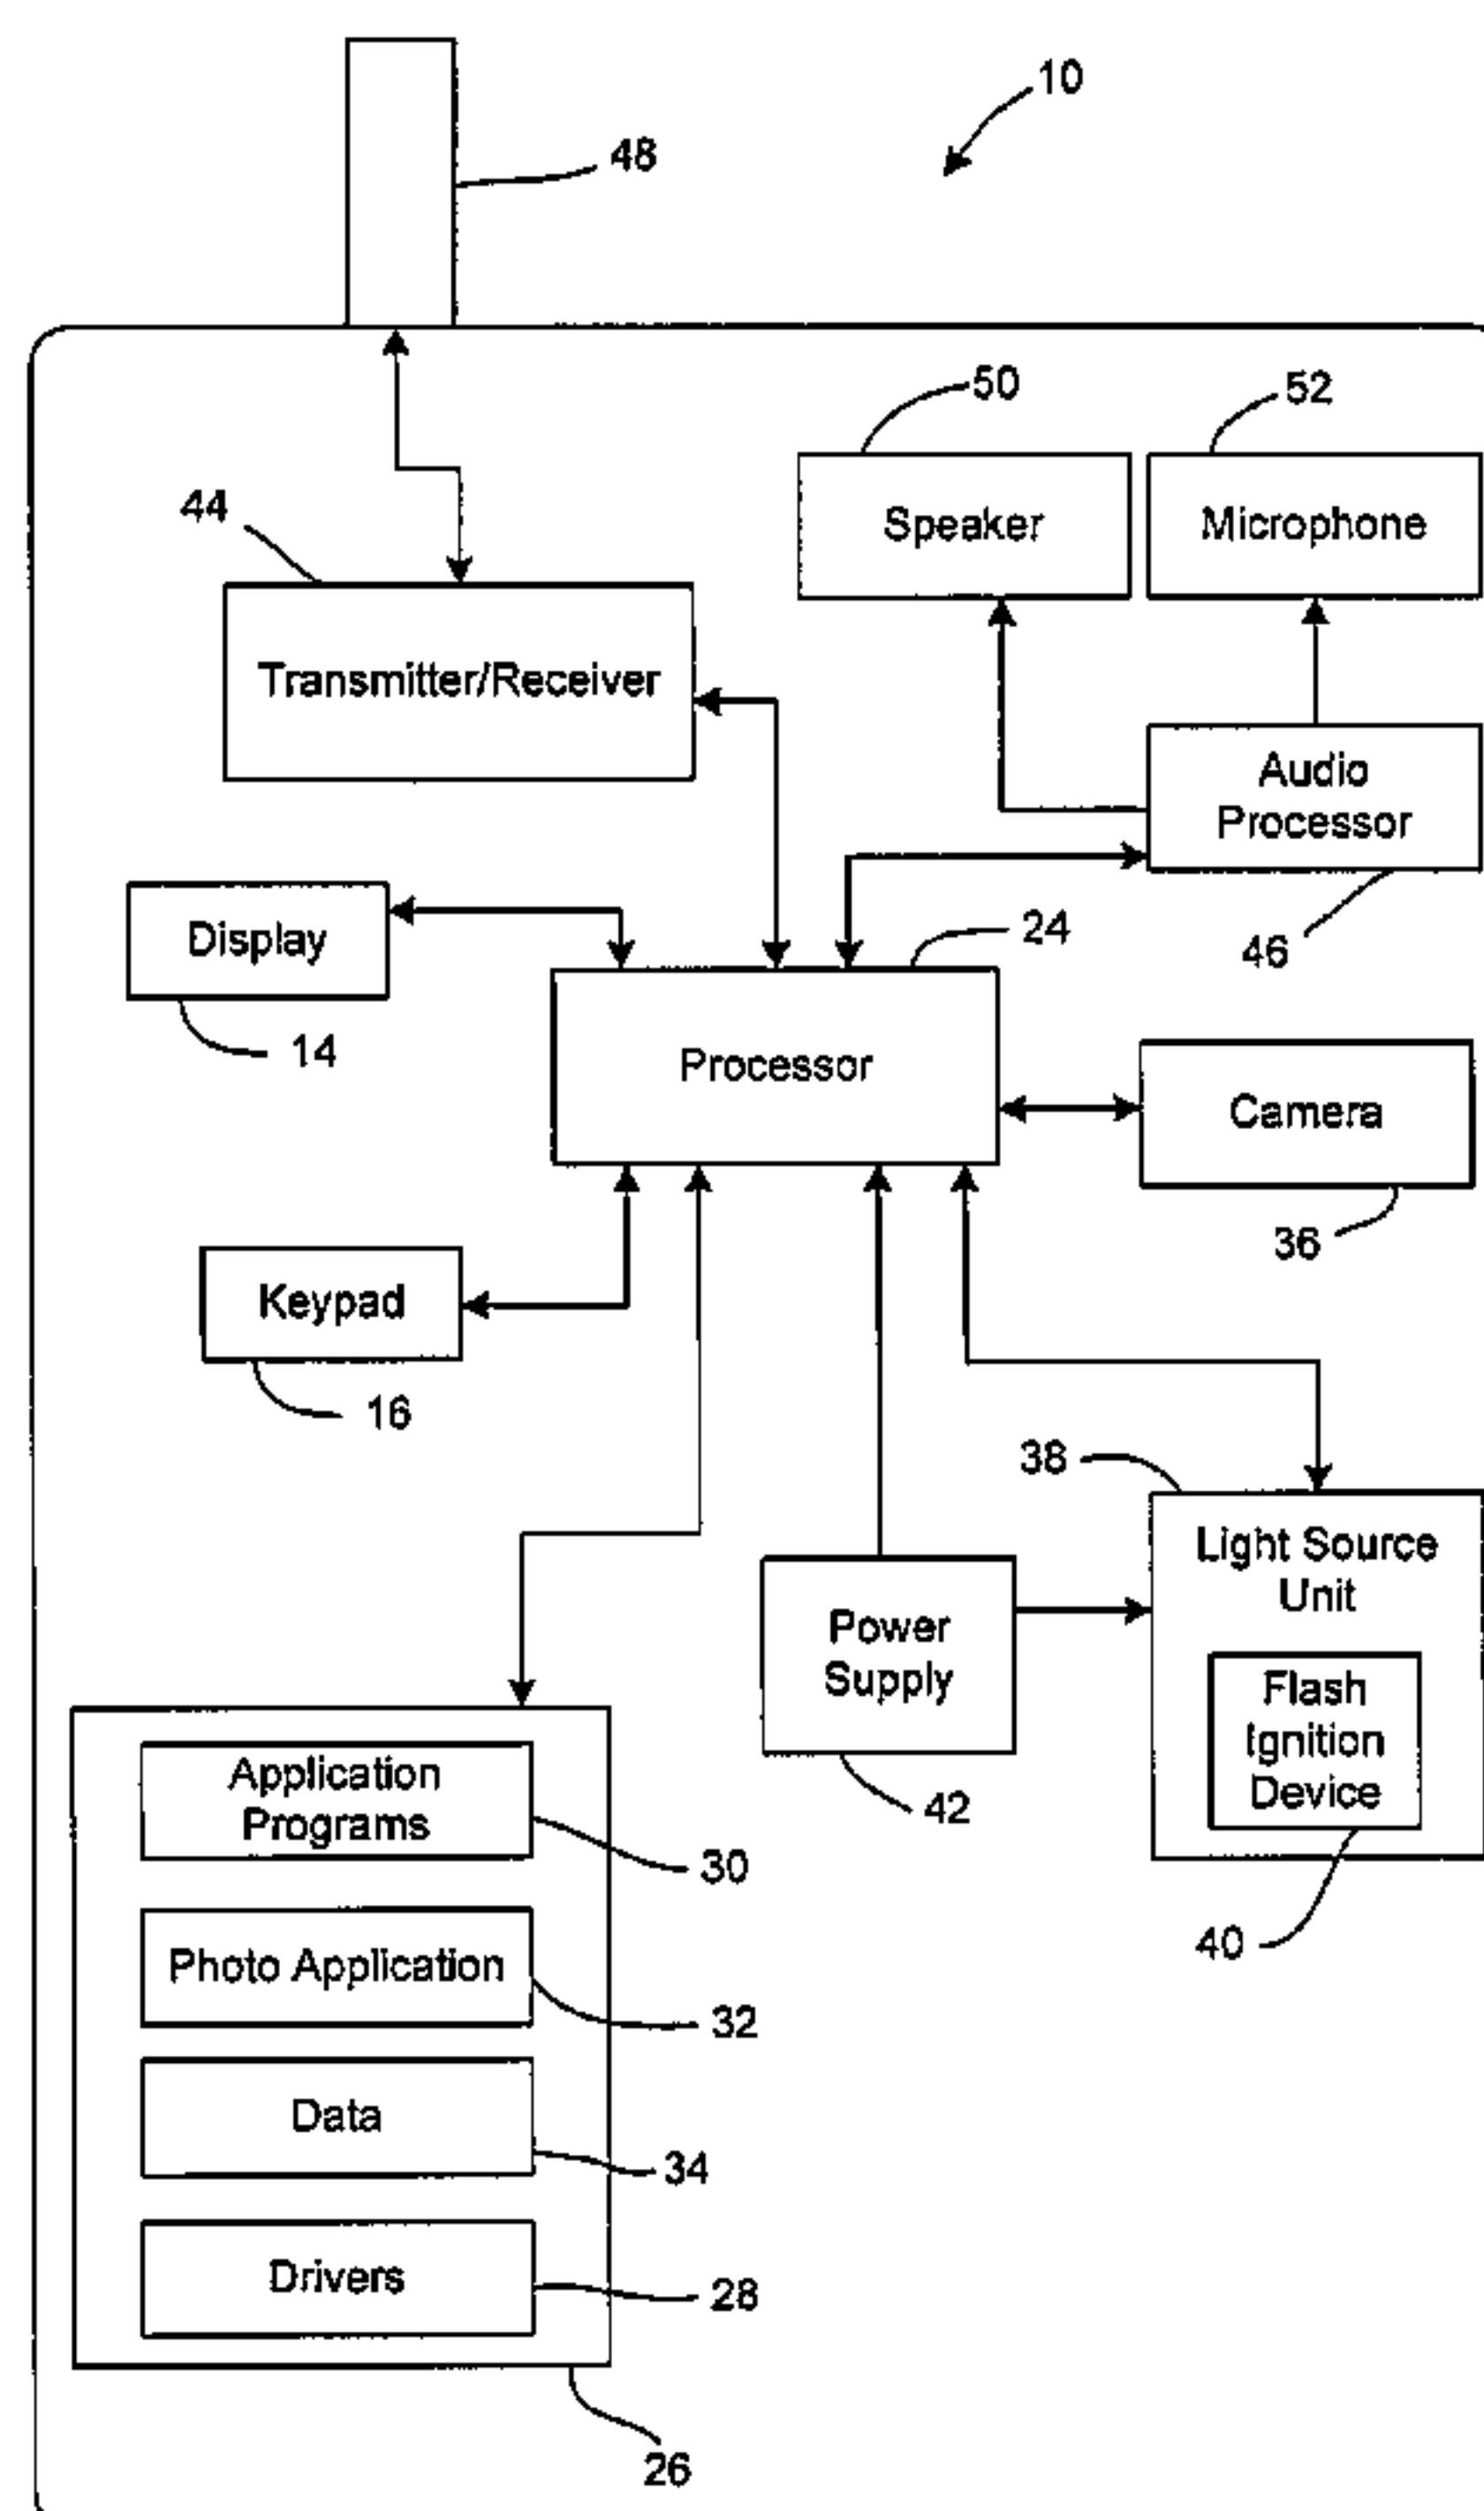 10
48
50
52
44
Speaker
Microphone
Transmitter/Receiver
Audio
Processor
46
Display
24
14
Processor
Camera
36
Keypad
16
38
Light Source
Unit
Power
Supply
Flash
Ignition
Device
42
40
Application
Programs
30
Photo Application
32
Data
34
Drivers
28
26